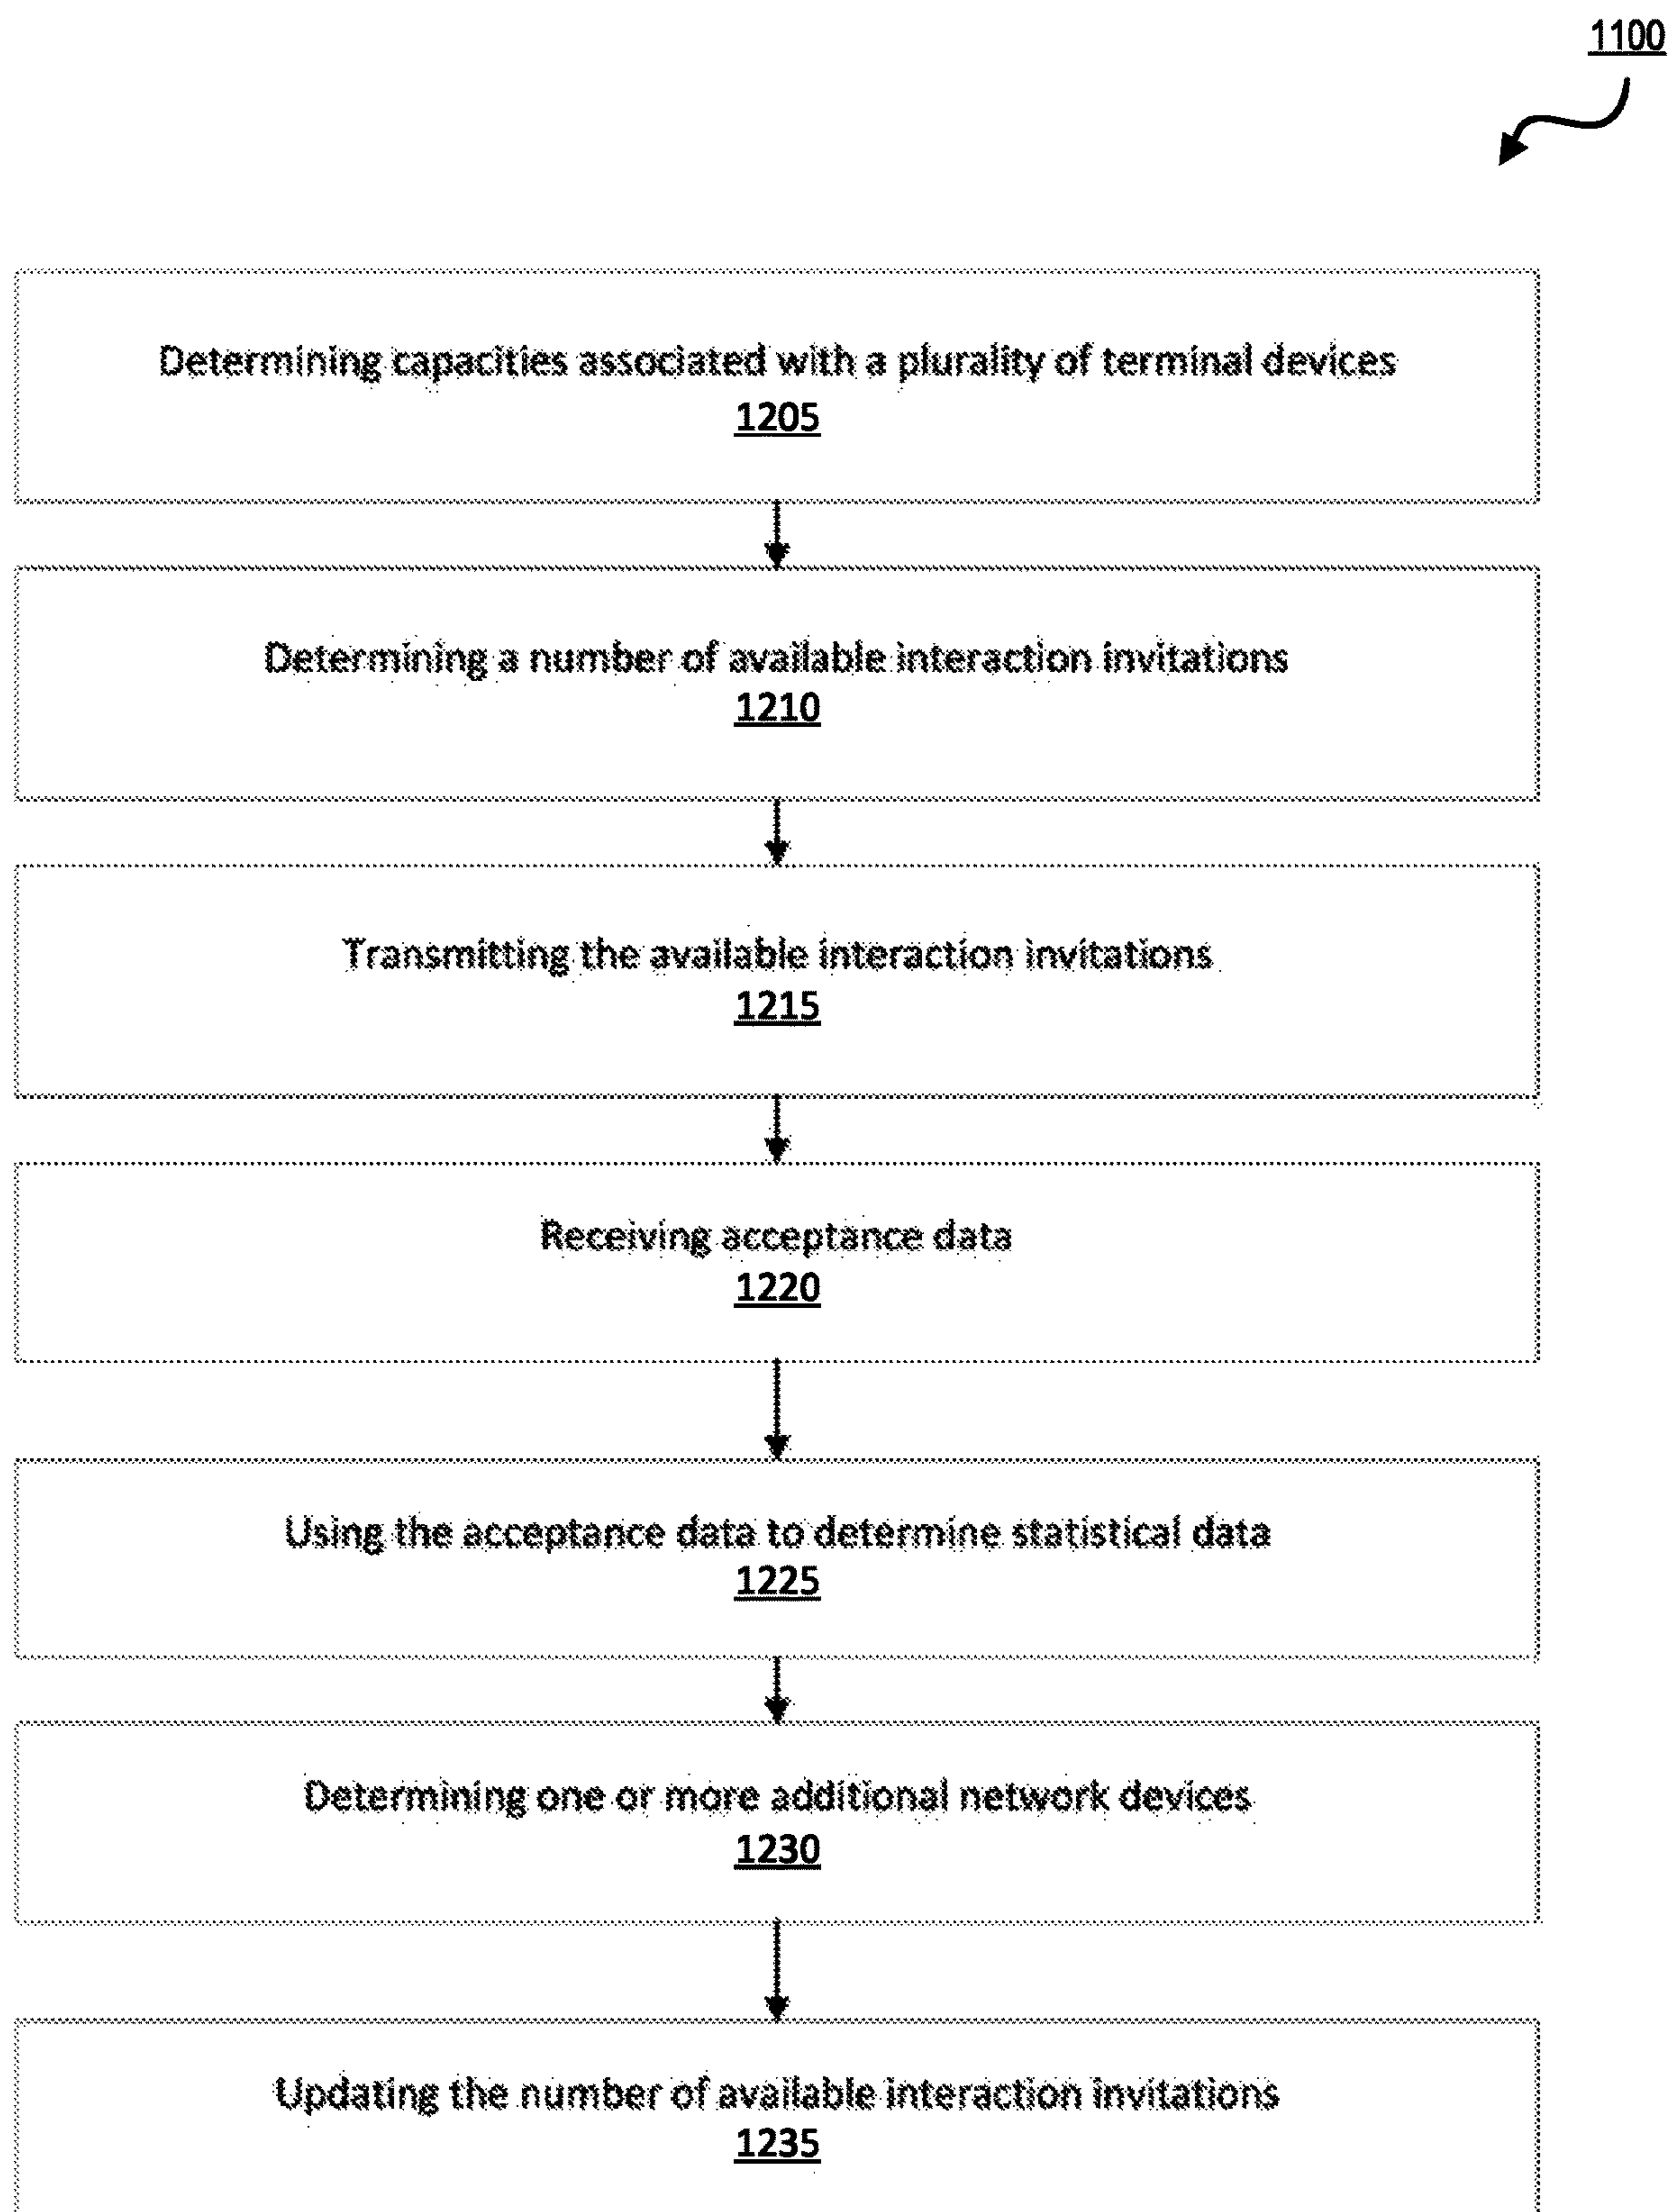 1100
Determining capacities associated with a plurality of terminal devices
1205
Determining a number of available interaction invitations
1210
Transmitting the available interaction invitations
1215
Receiving acceptance data
1220
Using the acceptance data to determine statistical data
1225
Determining one or more additional network devices
1230
Updating the number of available interaction invitations
1235